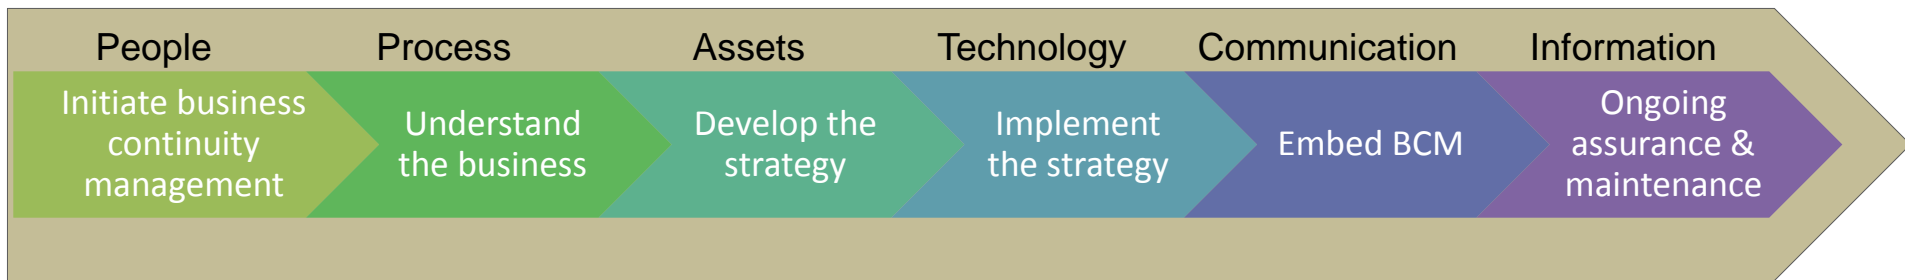 People Process Assets Technology Communication Information
Initiate business
continuity
management
Understand
the business
Develop the
strategy
Implement
the strategy
Embed BCM
Ongoing
assurance &
maintenance